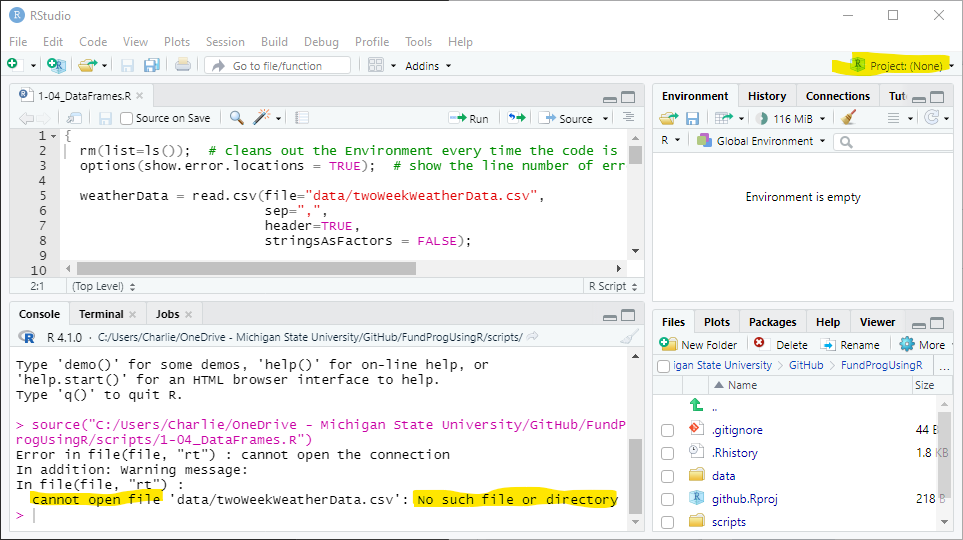 RStudio
File Edit Code View Plots Session Build Debug Profile Tools Help
Go to file/function Addins Project: (None)
1-04_DataFrames.R
Source on Save Run Source
1 {
2 rm(list=ls()); # cleans out the Environment every time the code is
3 options(show.error.locations = TRUE); # show the line number of err
4
5 weatherData = read.csv(file="data/twoWeekWeatherData.csv",
6 sep=",",
7 header=TRUE,
8 stringsAsFactors = FALSE);
9
10
2:1 (Top Level) R Script
Console Terminal Jobs
R 4.1.0 · C:/Users/Charlie/OneDrive - Michigan State University/GitHub/FundProgUsingR/scripts/
Type 'demo()' for some demos, 'help()' for on-line help, or
'help.start()' for an HTML browser interface to help.
Type 'q()' to quit R.
> source("C:/Users/Charlie/OneDrive - Michigan State University/GitHub/FundP
rogUsingR/scripts/1-04_DataFrames.R")
Error in file(file, "rt") : cannot open the connection
In addition: Warning message:
In file(file, "rt") :
cannot open file 'data/twoWeekWeatherData.csv': No such file or directory
>
Environment History Connections Tut
116 MiB
R Global Environment
Environment is empty
Files Plots Packages Help Viewer
New Folder Delete Rename More
igan State University GitHub FundProgUsingR ...
Name Size
..
.gitignore 44 B
.Rhistory 1.8 KB
data
github.Rproj 218 B
scripts